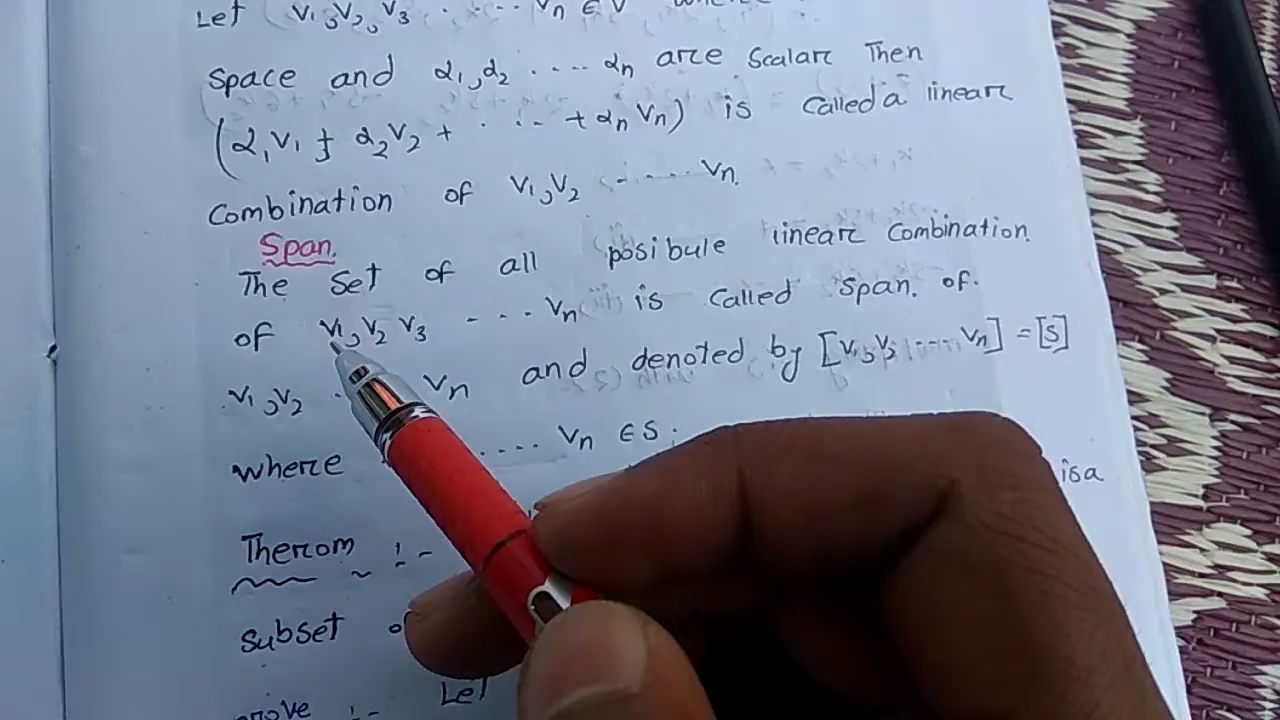 Let V1,V2,V3 . . . . . Vn ∈ V
Space and α1,α2 . . . . . αn are Scalar Then
(α1V1 + α2V2 + . . . . + αnVn) is Called a linear
Combination of V1,V2 . . . . . Vn.
Span.
The Set of all posibule linear Combination
of V1,V2 V3 - . . . Vn is Called Span. of.
V1,V2 . Vn and denoted by [V1,V2 .... Vn] = [S]
where ..... Vn ∈ S.
is a
Therom :-
subset
prove :- Let